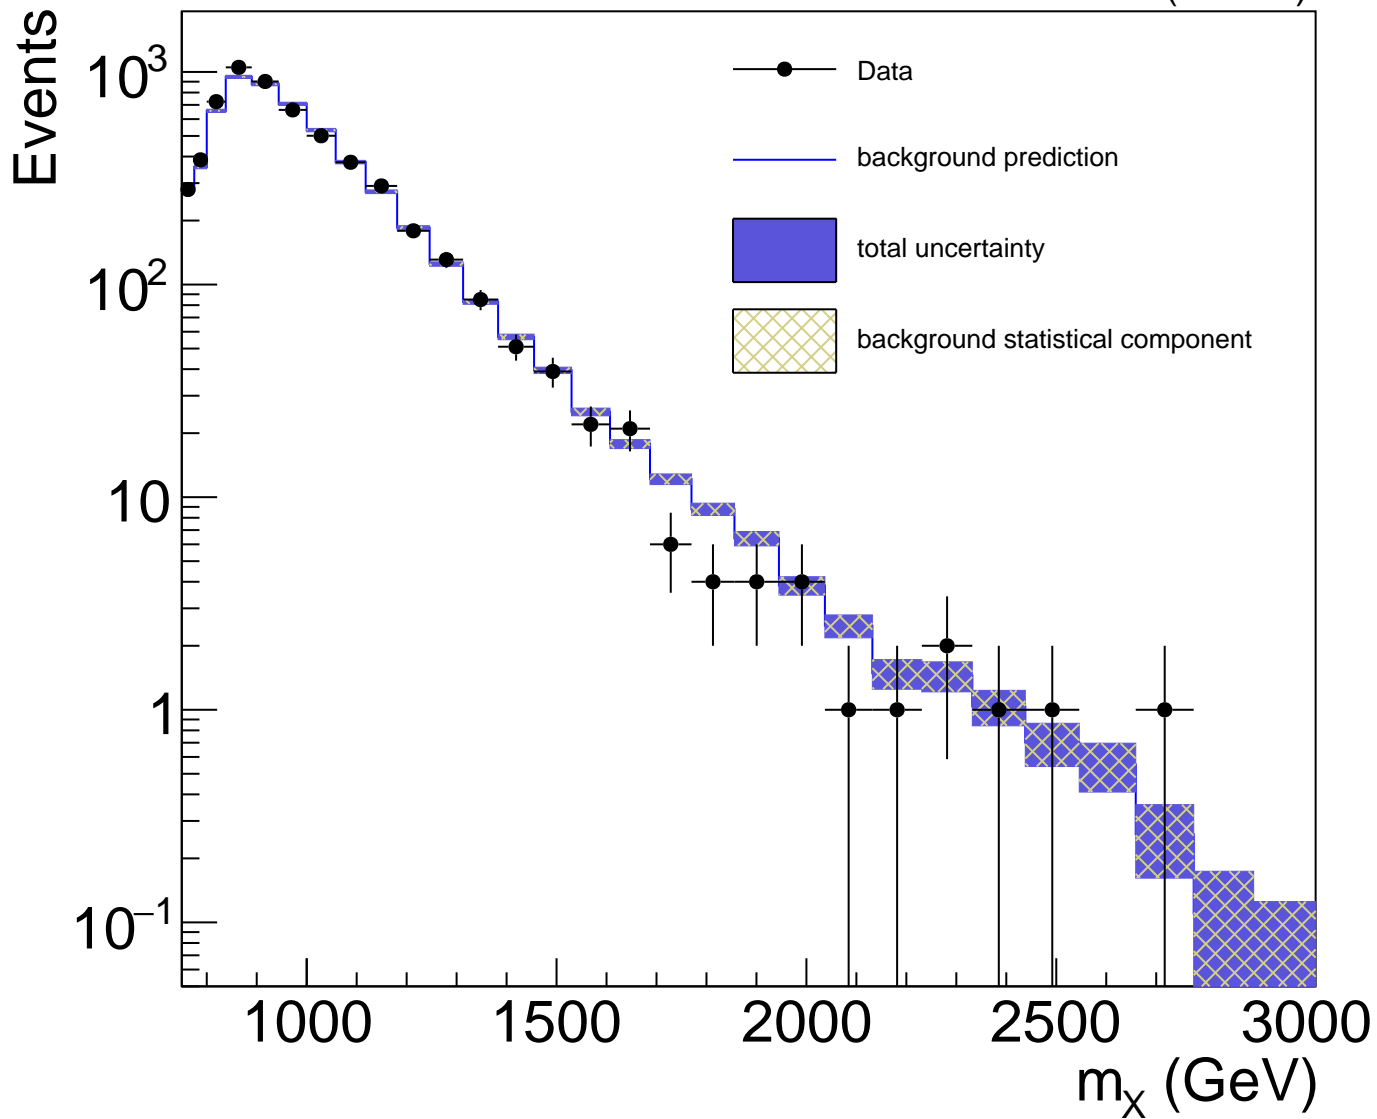 Events
10³
10²
10
1
10⁻¹
Data
background prediction
total uncertainty
background statistical component
1000 1500 2000 2500 3000
m_X (GeV)